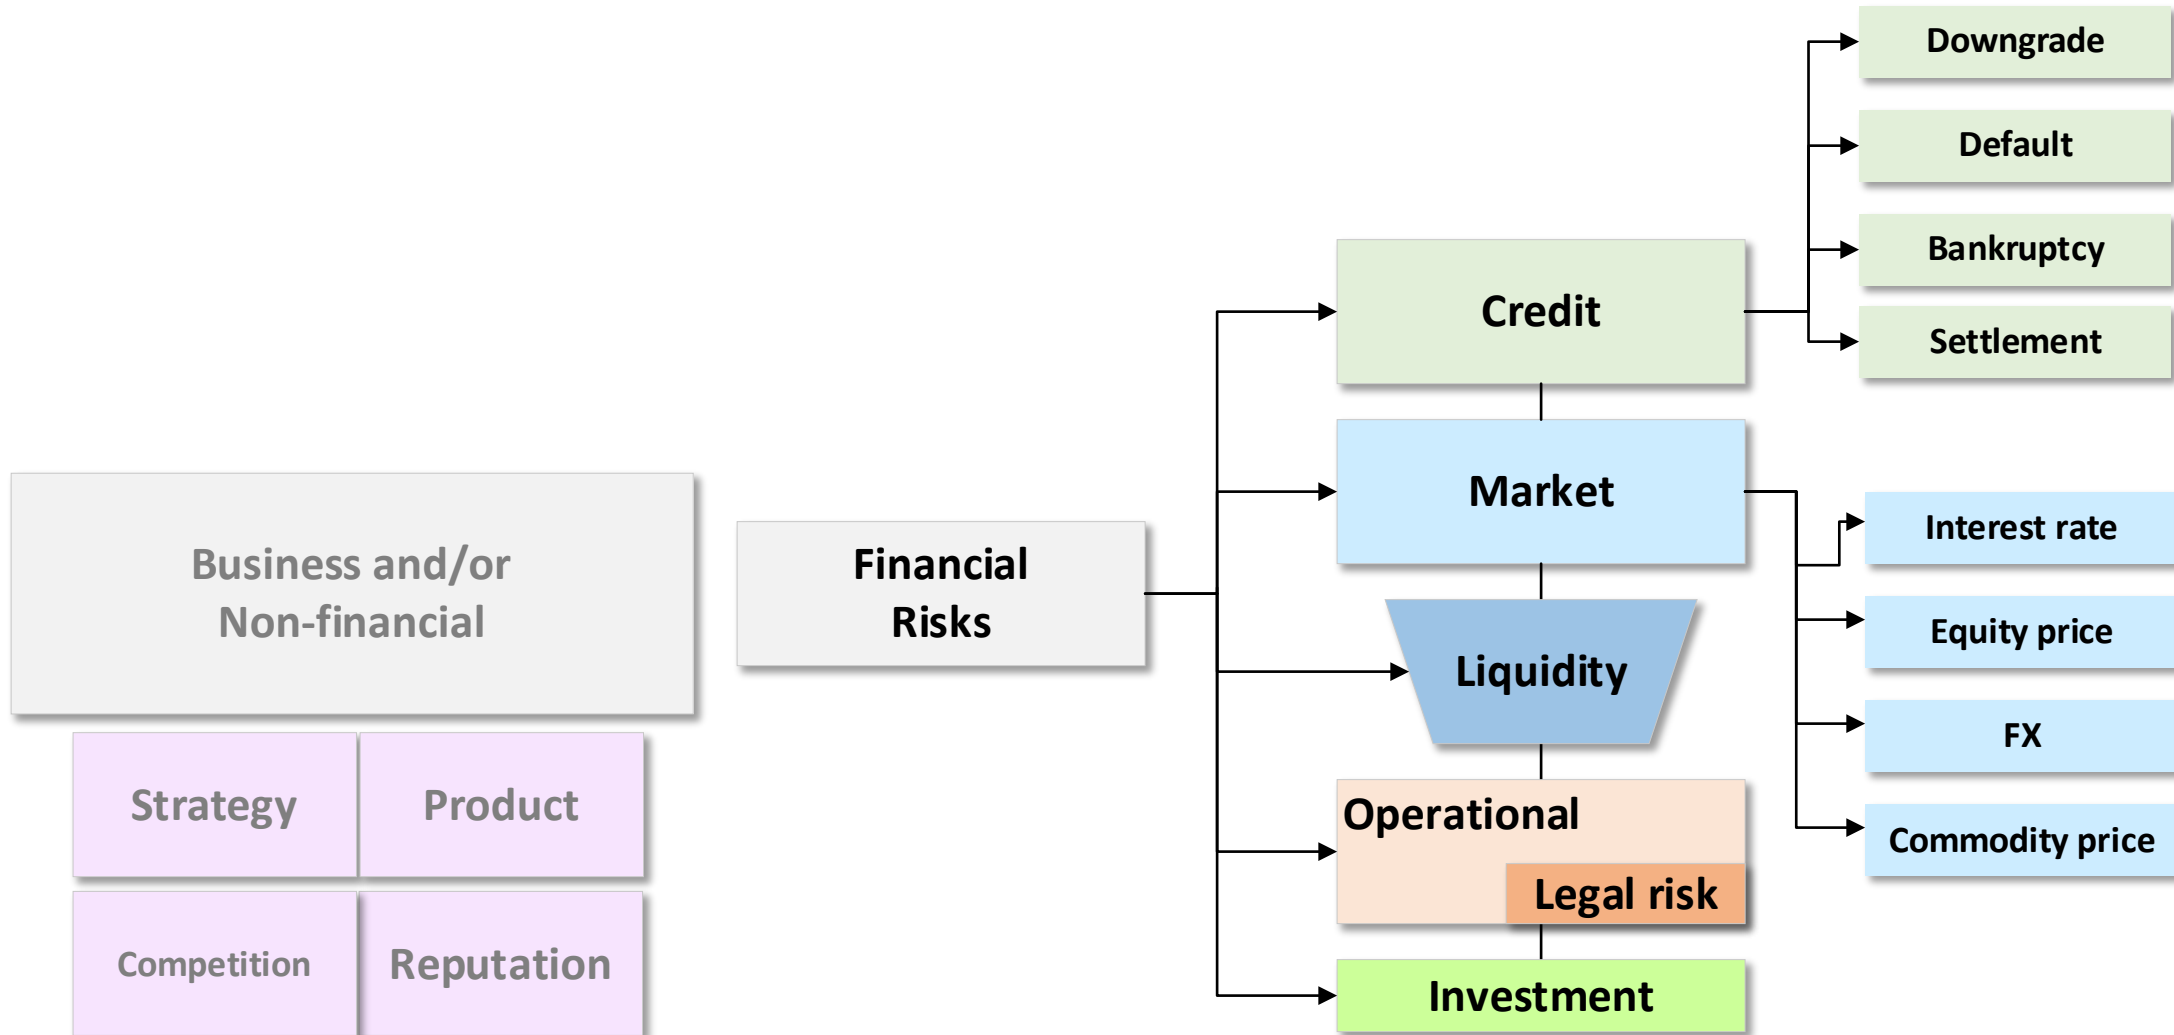 Business and/or
Non-financial
Strategy
Product
Competition
Reputation
Financial
Risks
Credit
Market
Liquidity
Operational
Legal risk
Investment
Downgrade
Default
Bankruptcy
Settlement
Interest rate
Equity price
FX
Commodity price